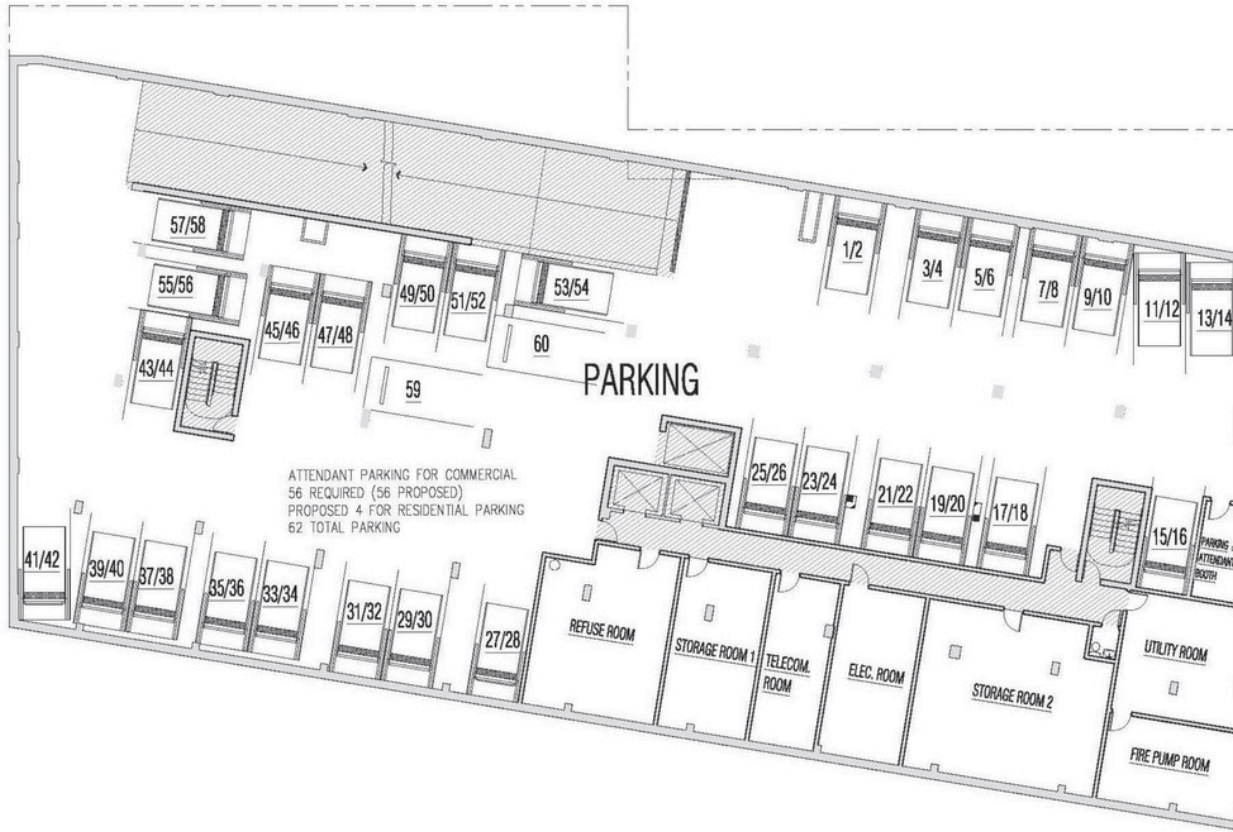 57/58
1/2
3/4
5/6
55/56
49/50
51/52
53/54
7/8
9/10
11/12
13/14
45/46
47/48
43/44
60
59
PARKING
ATTENDANT PARKING FOR COMMERCIAL
56 REQUIRED (56 PROPOSED)
PROPOSED 4 FOR RESIDENTIAL PARKING
62 TOTAL PARKING
25/26
23/24
21/22
19/20
17/18
15/16
PARKING
ATTENDANT
BOOTH
41/42
39/40
37/38
35/36
33/34
31/32
29/30
27/28
REFUSE ROOM
STORAGE ROOM 1
TELECOM.
ROOM
ELEC. ROOM
STORAGE ROOM 2
UTILITY ROOM
FIRE PUMP ROOM